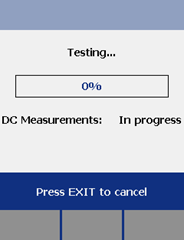 Testing...
0%
DC Measurements: In progress
Press EXIT to cancel